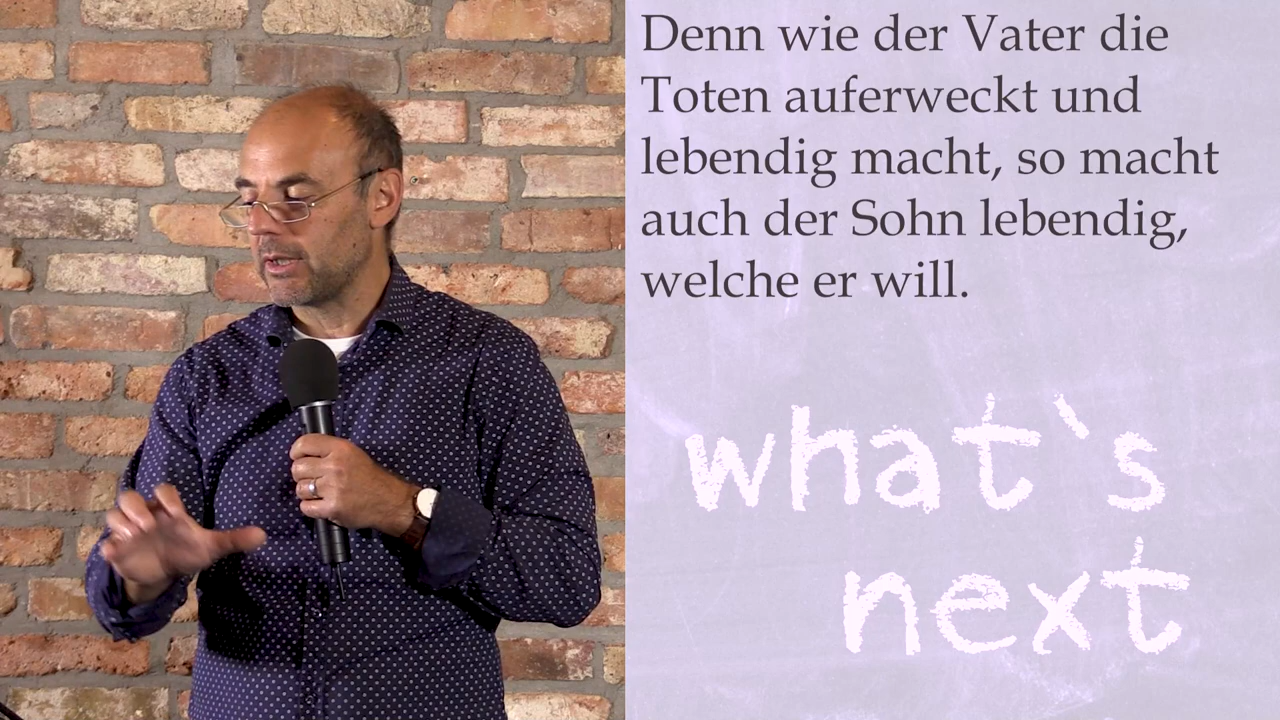 Denn wie der Vater die
Toten auferweckt und
lebendig macht, so macht
auch der Sohn lebendig,
welche er will.
what`s
next